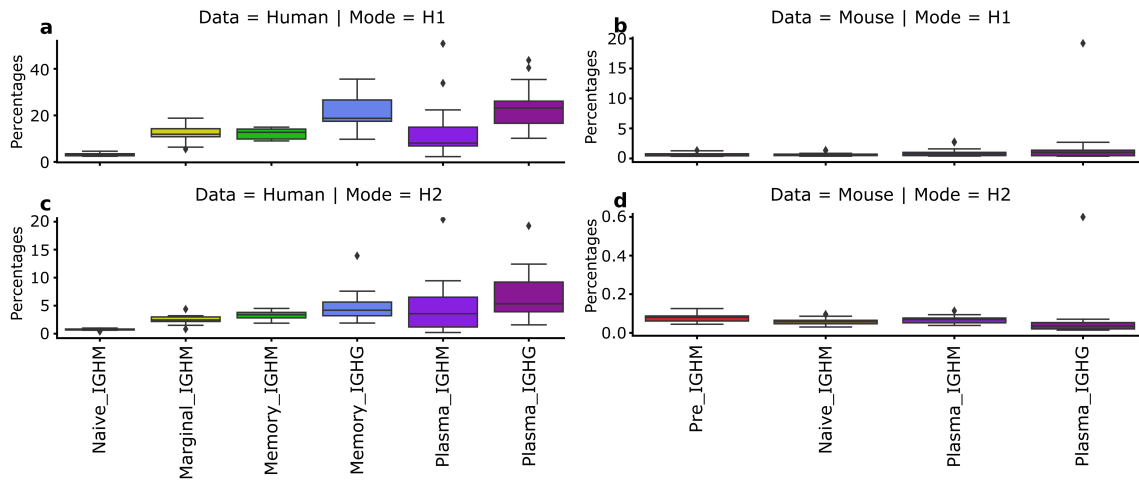 a
Data = Human | Mode = H1
Percentages
40
20
0
b
Data = Mouse | Mode = H1
Percentages
20
15
10
5
0
c
Data = Human | Mode = H2
Percentages
20
15
10
5
0
d
Data = Mouse | Mode = H2
Percentages
0.6
0.4
0.2
0.0
Naive_IGHM
Marginal_IGHM
Memory_IGHM
Memory_IGHG
Plasma_IGHM
Plasma_IGHG
Pre_IGHM
Naive_IGHM
Plasma_IGHM
Plasma_IGHG